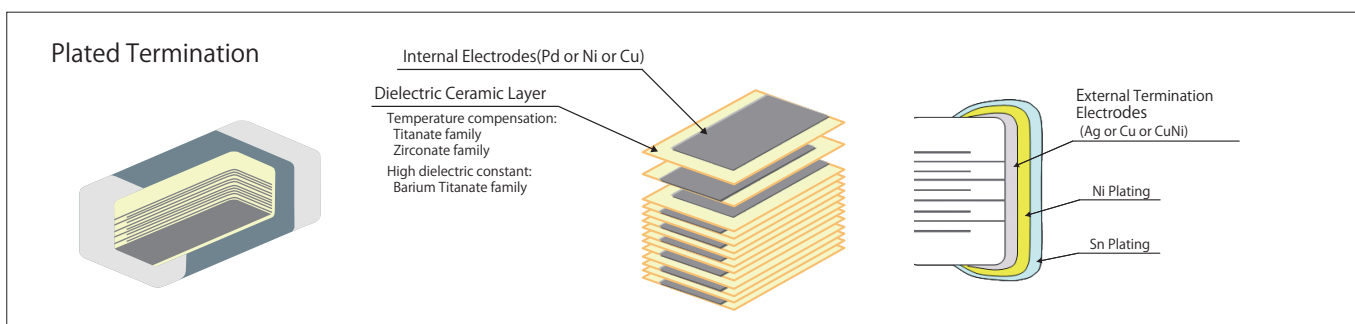 Plated Termination
Internal Electrodes(Pd or Ni or Cu)
Dielectric Ceramic Layer
Temperature compensation:
Titanate family
Zirconate family
High dielectric constant:
Barium Titanate family
External Termination
Electrodes
(Ag or Cu or CuNi)
Ni Plating
Sn Plating